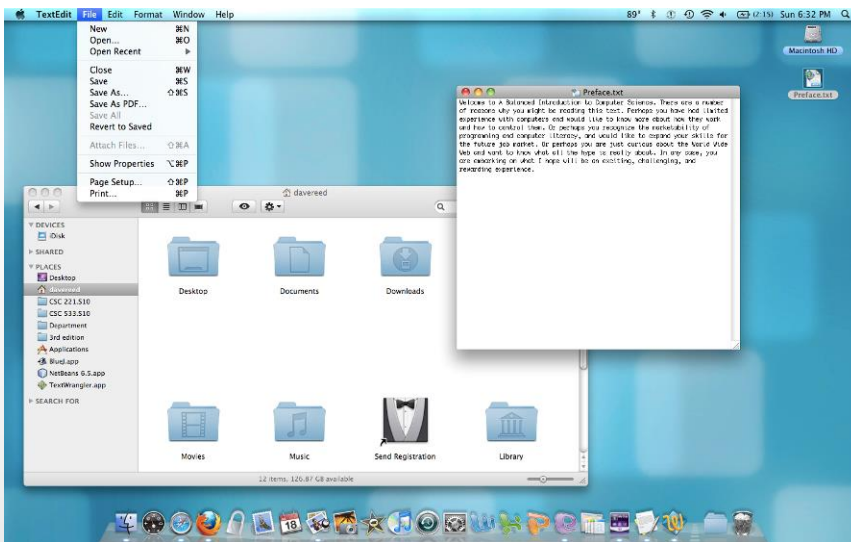 TextEdit File Edit Format Window Help 89° (2:15) Sun 6:32 PM
New ⌘N
Open... ⌘O
Open Recent ▶
Close ⌘W
Save ⌘S
Save As... ⇧⌘S
Save As PDF...
Save All
Revert to Saved
Attach Files... ⇧⌘A
Show Properties ⌥⌘P
Page Setup... ⇧⌘P
Print... ⌘P
Macintosh HD
Preface.txt
Preface.txt
Welcome to A Balanced Introduction to Computer Science. There are a number
of reasons why you might be reading this text. Perhaps you have had limited
experience with computers and would like to know more about how they work
and how to control them. Or perhaps you recognize the marketability of
programming and computer literacy, and would like to expand your skills for
the future job market. Or perhaps you are just curious about the World Wide
Web and want to know what all the hype is really about. In any case, you
are embarking on what I hope will be an exciting, challenging, and
rewarding experience.
davereed
DEVICES
iDisk
SHARED
PLACES
Desktop
davereed
CSC 221.S10
CSC 533.S10
Department
3rd edition
Applications
BlueJ.app
NetBeans 6.5.app
TextWrangler.app
SEARCH FOR
Desktop Documents Downloads
Movies Music Send Registration Library
12 items, 126.87 GB available
18